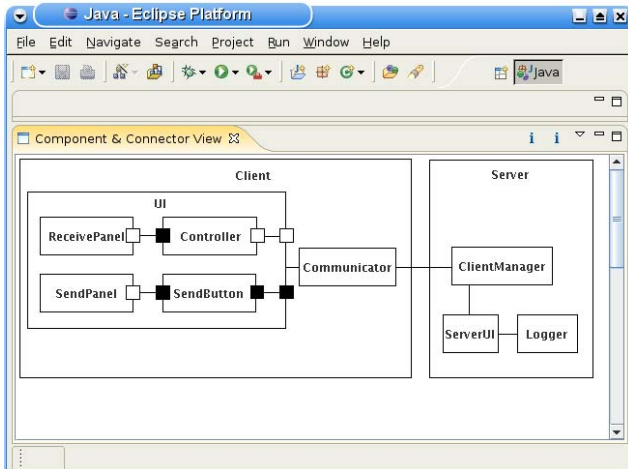 Java - Eclipse Platform
File Edit Navigate Search Project Run Window Help
Java
Component & Connector View
Client
Server
UI
ReceivePanel
Controller
Communicator
ClientManager
SendPanel
SendButton
ServerUI
Logger